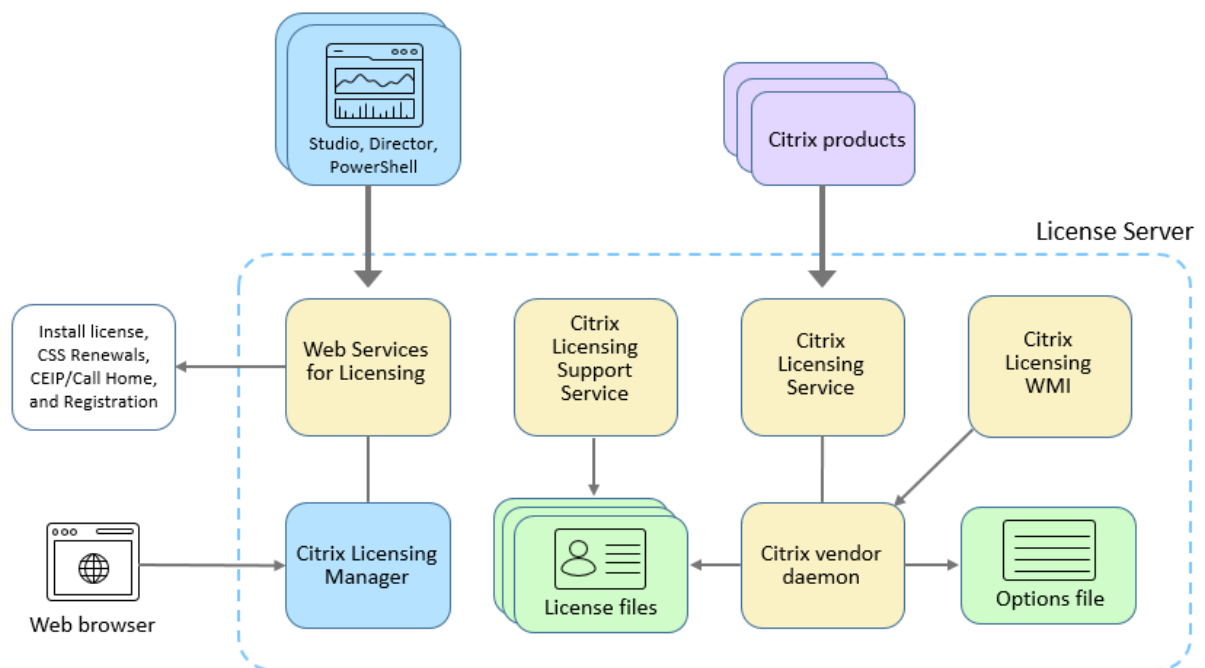 Studio, Director,
PowerShell
Citrix products
License Server
Install license,
CSS Renewals,
CEIP/Call Home,
and Registration
Web Services
for Licensing
Citrix
Licensing
Support
Service
Citrix
Licensing
Service
Citrix
Licensing
WMI
Web browser
Citrix Licensing
Manager
License files
Citrix vendor
daemon
Options file